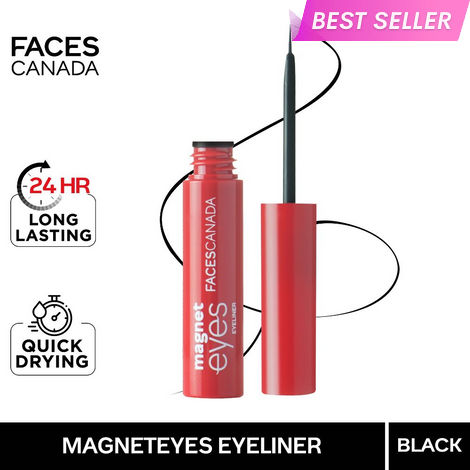 BEST SELLER
FACES
CANADA
24 HR
LONG
LASTING
QUICK
DRYING
magnet
eyes
EYELINER
FACESCANADA
MAGNETEYES EYELINER
BLACK